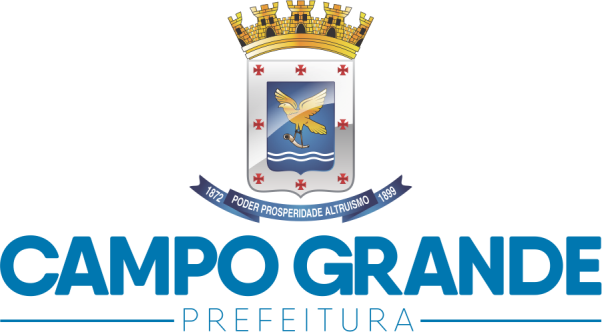 1872 PODER PROSPERIDADE ALTRUISMO 1899
CAMPO GRANDE
PREFEITURA